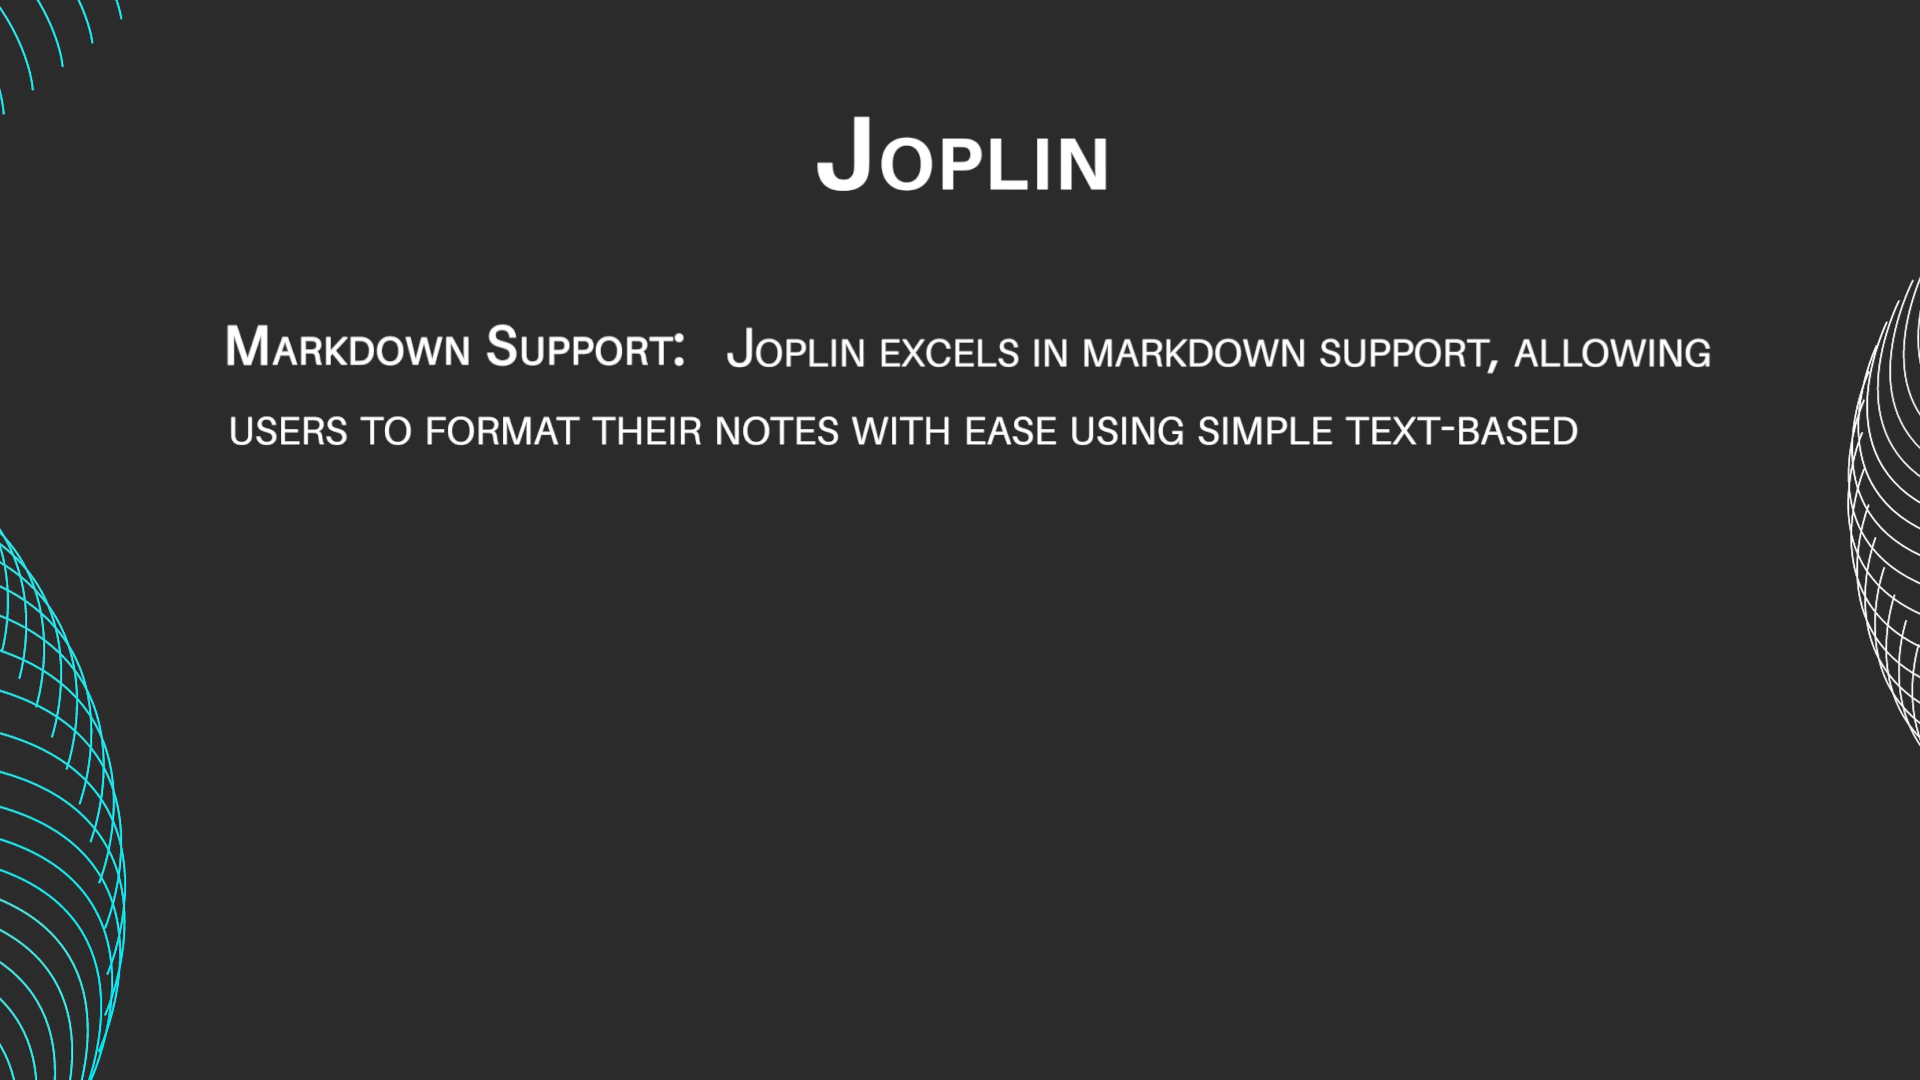 Joplin
Markdown Support: Joplin excels in markdown support, allowing
users to format their notes with ease using simple text-based